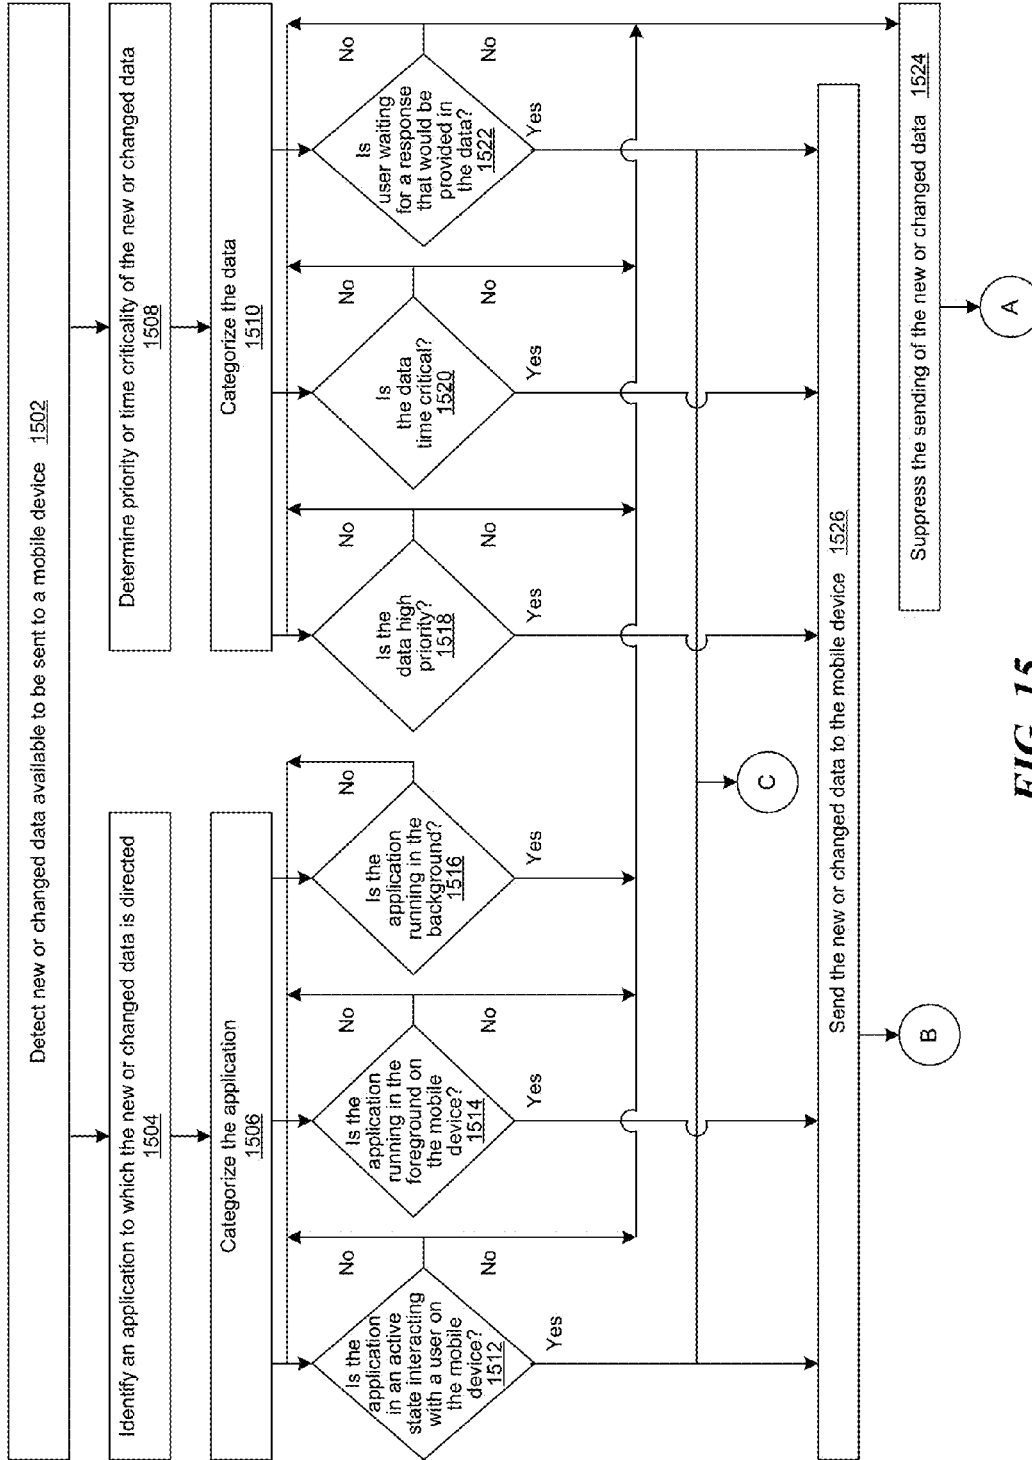 Detect new or changed data available to be sent to a mobile device 1502
Identify an application to which the new or changed data is directed
1504
Determine priority or time criticality of the new or changed data
1508
Categorize the application
1506
Categorize the data
1510
Is the
application
in an active
state interacting
with a user on
the mobile
device?
1512
No
No
Yes
Is the
application
running in the
foreground on
the mobile
device?
1514
No
No
Yes
Is the
application
running in the
background?
1516
No
Yes
Is the
data high
priority?
1518
No
No
Yes
Is
the data
time critical?
1520
No
No
Yes
Is
user waiting
for a response
that would be
provided in
the data?
1522
No
No
Yes
C
Send the new or changed data to the mobile device 1526
Suppress the sending of the new or changed data 1524
B
A
FIG. 15